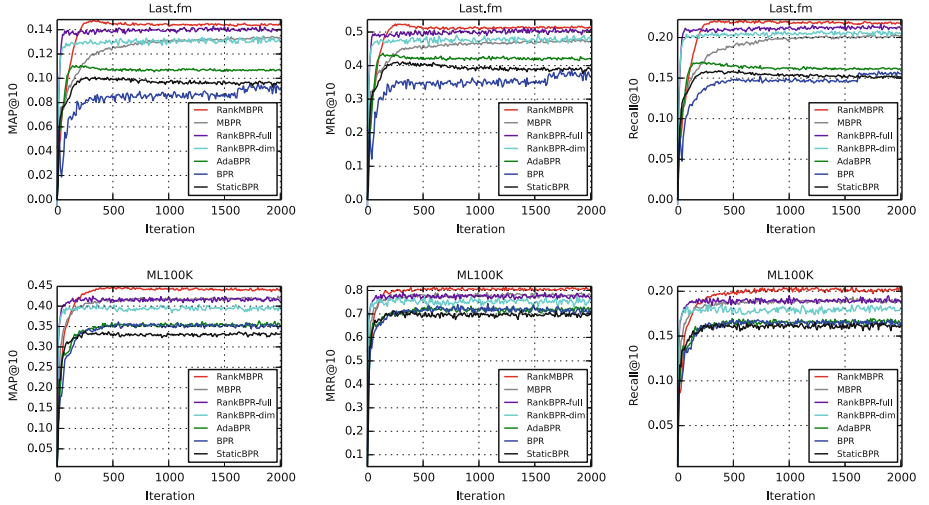 Last.fm
MAP@10
0.14
0.12
0.10
0.08
0.06
0.04
0.02
0.00
0 500 1000 1500 2000
Iteration
RankMBPR
MBPR
RankBPR-full
RankBPR-dim
AdaBPR
BPR
StaticBPR
Last.fm
MRR@10
0.5
0.4
0.3
0.2
0.1
0.0
0 500 1000 1500 2000
Iteration
RankMBPR
MBPR
RankBPR-full
RankBPR-dim
AdaBPR
BPR
StaticBPR
Last.fm
Recall@10
0.20
0.15
0.10
0.05
0.00
0 500 1000 1500 2000
Iteration
RankMBPR
MBPR
RankBPR-full
RankBPR-dim
AdaBPR
BPR
StaticBPR
ML100K
MAP@10
0.45
0.40
0.35
0.30
0.25
0.20
0.15
0.10
0.05
0 500 1000 1500 2000
Iteration
RankMBPR
MBPR
RankBPR-full
RankBPR-dim
AdaBPR
BPR
StaticBPR
ML100K
MRR@10
0.8
0.7
0.6
0.5
0.4
0.3
0.2
0.1
0 500 1000 1500 2000
Iteration
RankMBPR
MBPR
RankBPR-full
RankBPR-dim
AdaBPR
BPR
StaticBPR
ML100K
Recall@10
0.20
0.15
0.10
0.05
0 500 1000 1500 2000
Iteration
RankMBPR
MBPR
RankBPR-full
RankBPR-dim
AdaBPR
BPR
StaticBPR